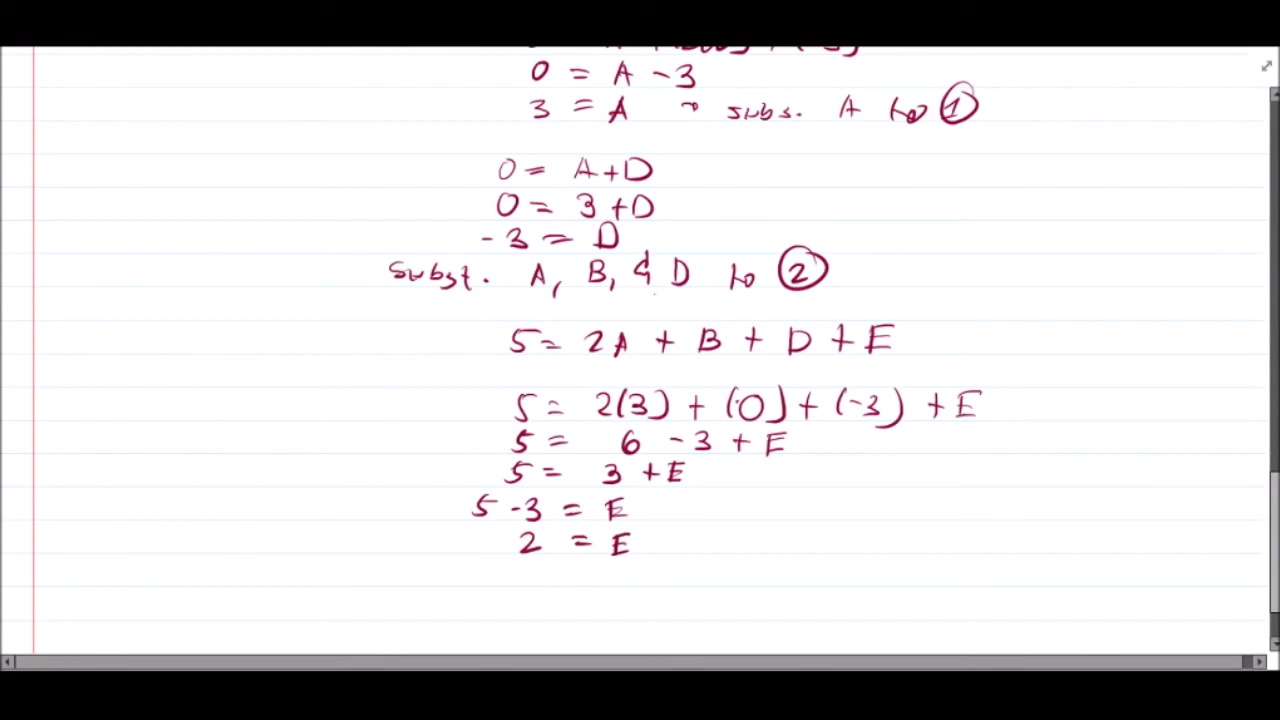 0 = A - 3
3 = A → subs. A to ①
0 = A + D
0 = 3 + D
-3 = D
Subst. A, B, & D to ②
5 = 2A + B + D + E
5 = 2(3) + (0) + (-3) + E
5 = 6 - 3 + E
5 = 3 + E
5 - 3 = E
2 = E